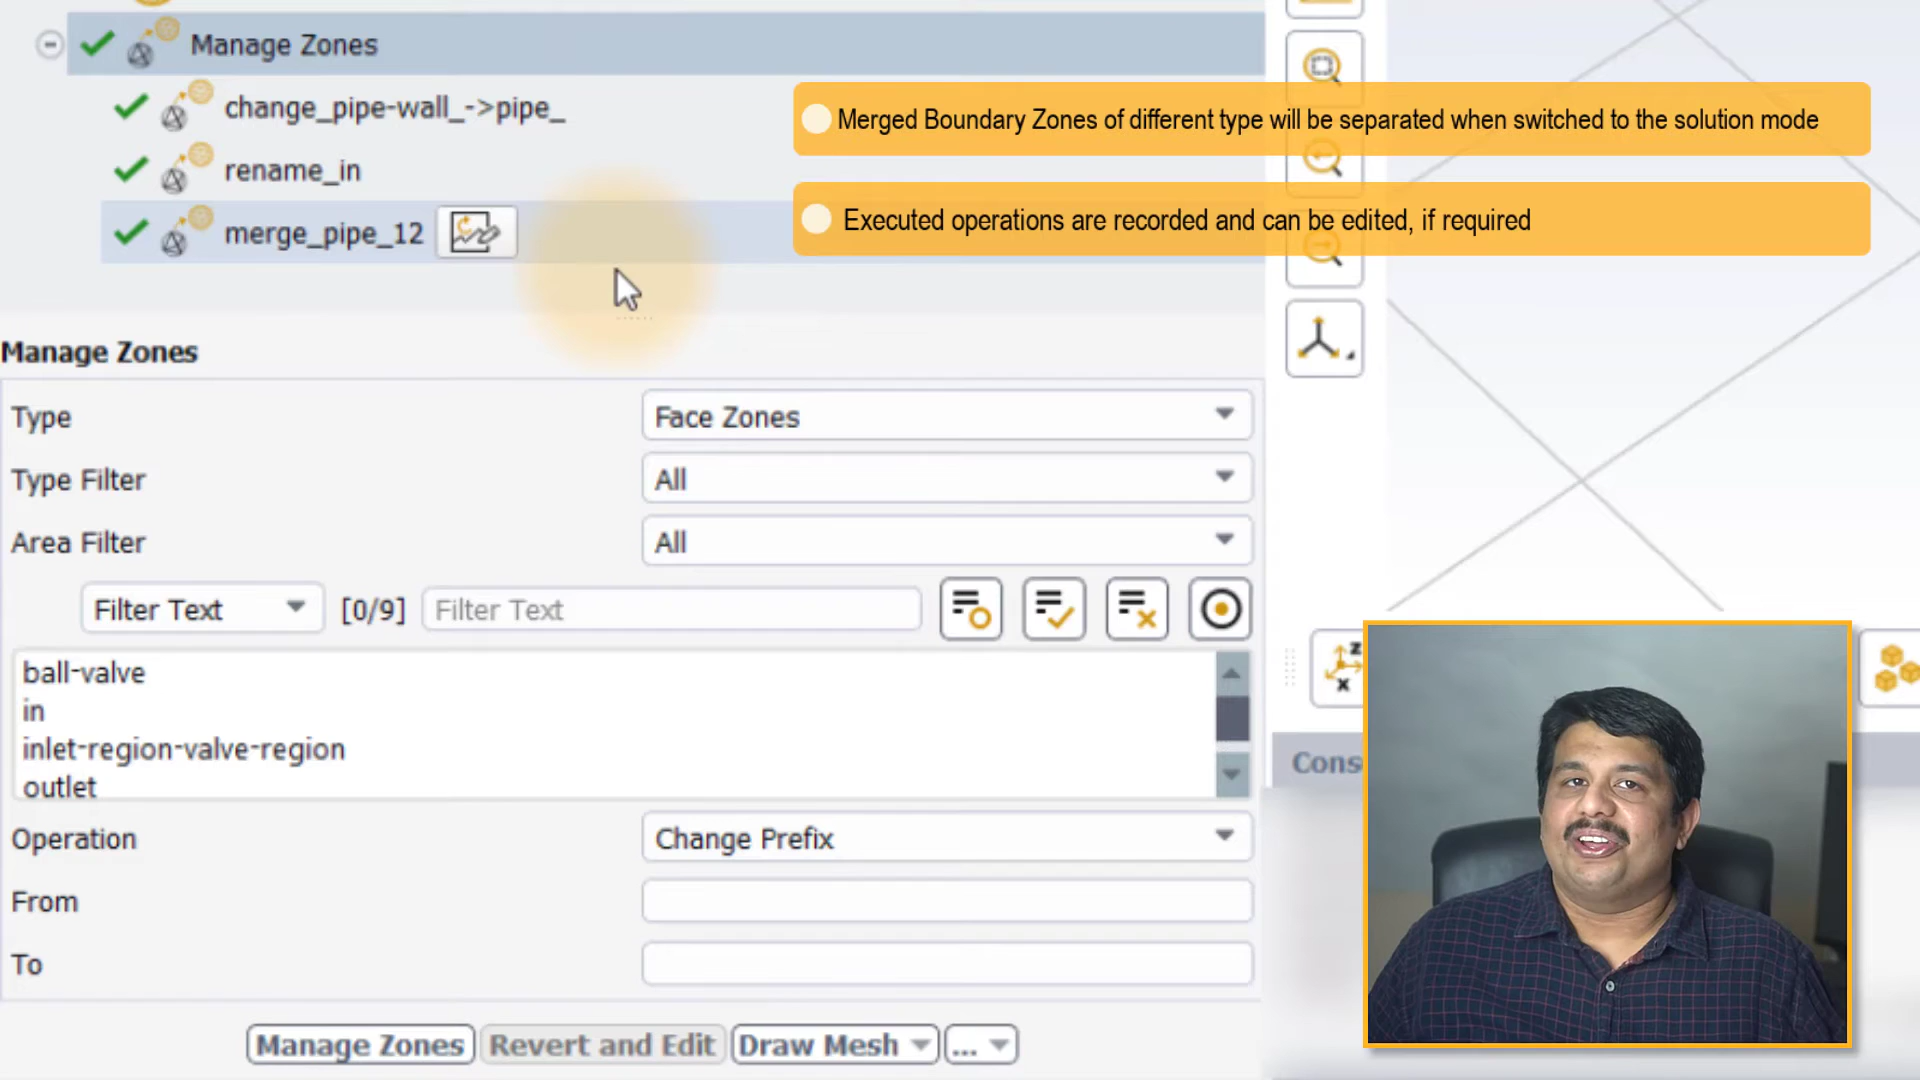 Manage Zones
change_pipe-wall_->pipe_
Merged Boundary Zones of different type will be separated when switched to the solution mode
rename_in
merge_pipe_12
Executed operations are recorded and can be edited, if required
Manage Zones
Type
Face Zones
Type Filter
All
Area Filter
All
Filter Text
[0/9]
Filter Text
ball-valve
in
inlet-region-valve-region
outlet
Z
X
Cons
Operation
Change Prefix
From
To
Manage Zones
Revert and Edit
Draw Mesh
...